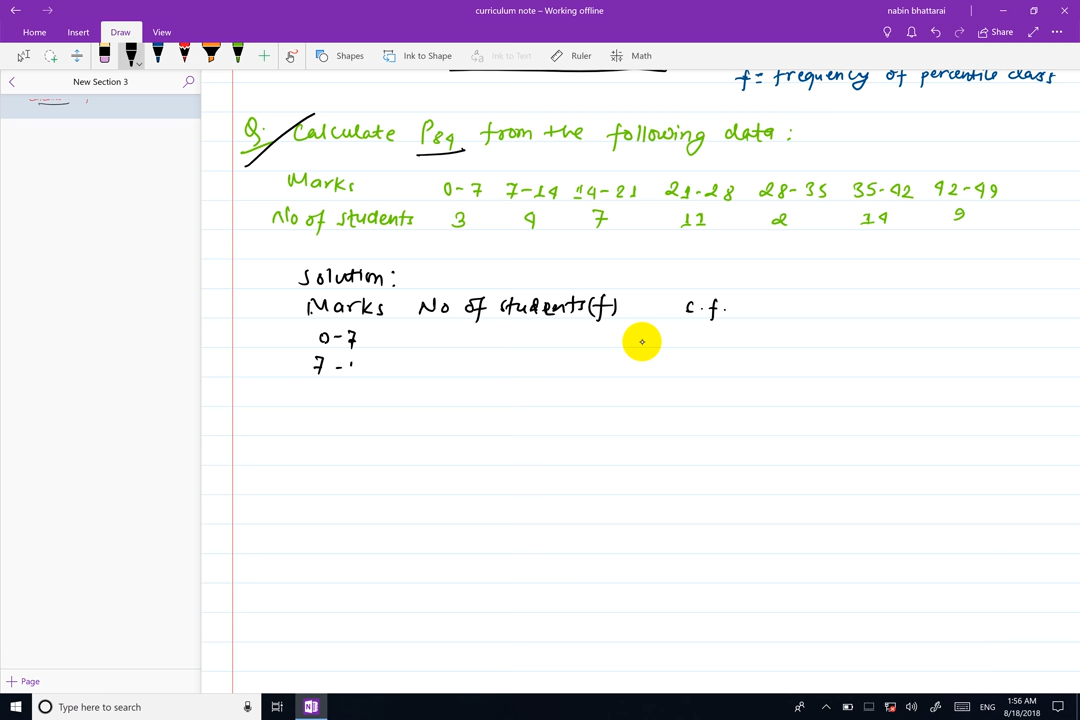 curriculum note – Working offline
nabin bhattarai
Home Insert Draw View
Share
Shapes Ink to Shape Ink to Text Ruler Math
New Section 3
f = frequency of percentile class
Q. Calculate P84 from the following data:
Marks 0-7 7-14 14-21 21-28 28-35 35-42 42-49
No of students 3 4 7 11 2 14 9
Solution:
Marks No of students(f) c.f.
0-7
7-
Page
Type here to search
ENG
1:56 AM
8/18/2018